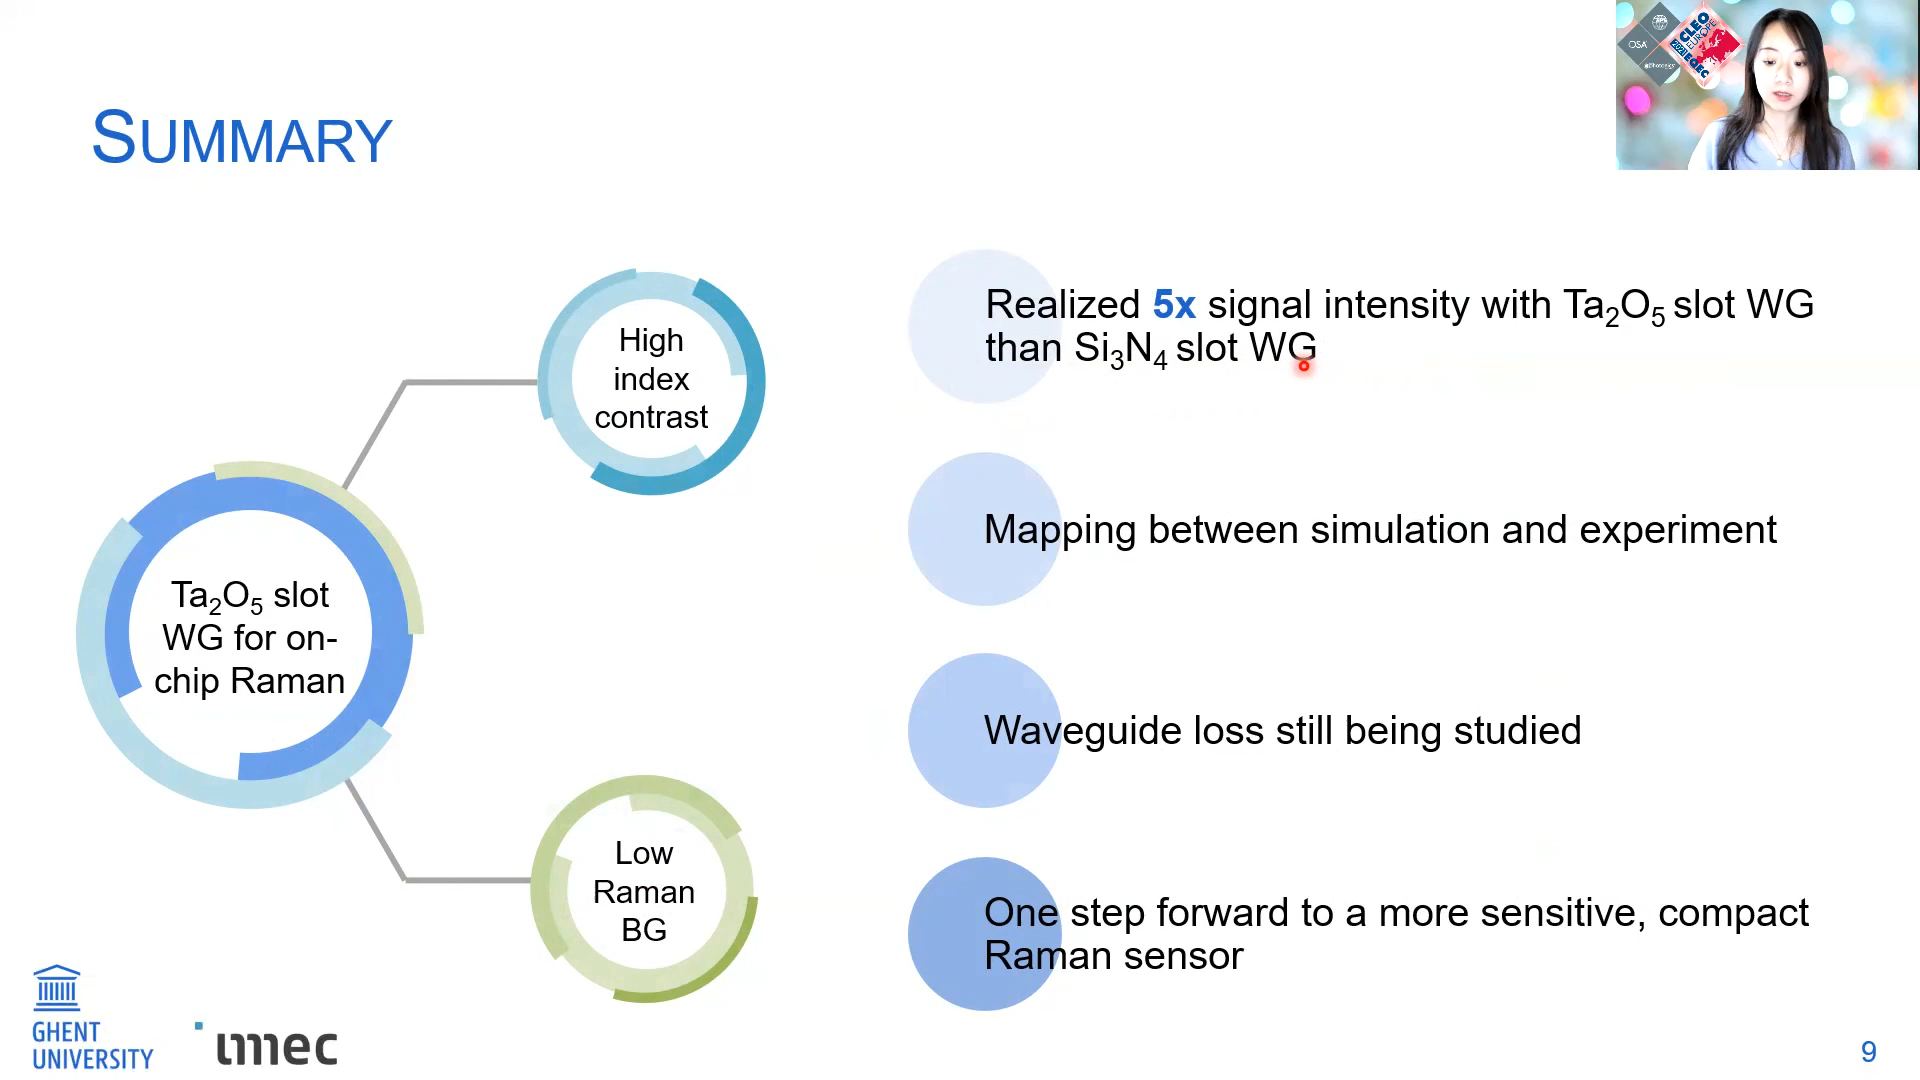 SUMMARY
High
index
contrast
Ta₂O₅ slot
WG for on-
chip Raman
Low
Raman
BG
Realized 5x signal intensity with Ta₂O₅ slot WG
than Si₃N₄ slot WG
Mapping between simulation and experiment
Waveguide loss still being studied
One step forward to a more sensitive, compact
Raman sensor
GHENT
UNIVERSITY
imec
9
OSA
CLEO
EUROPE
EQEC